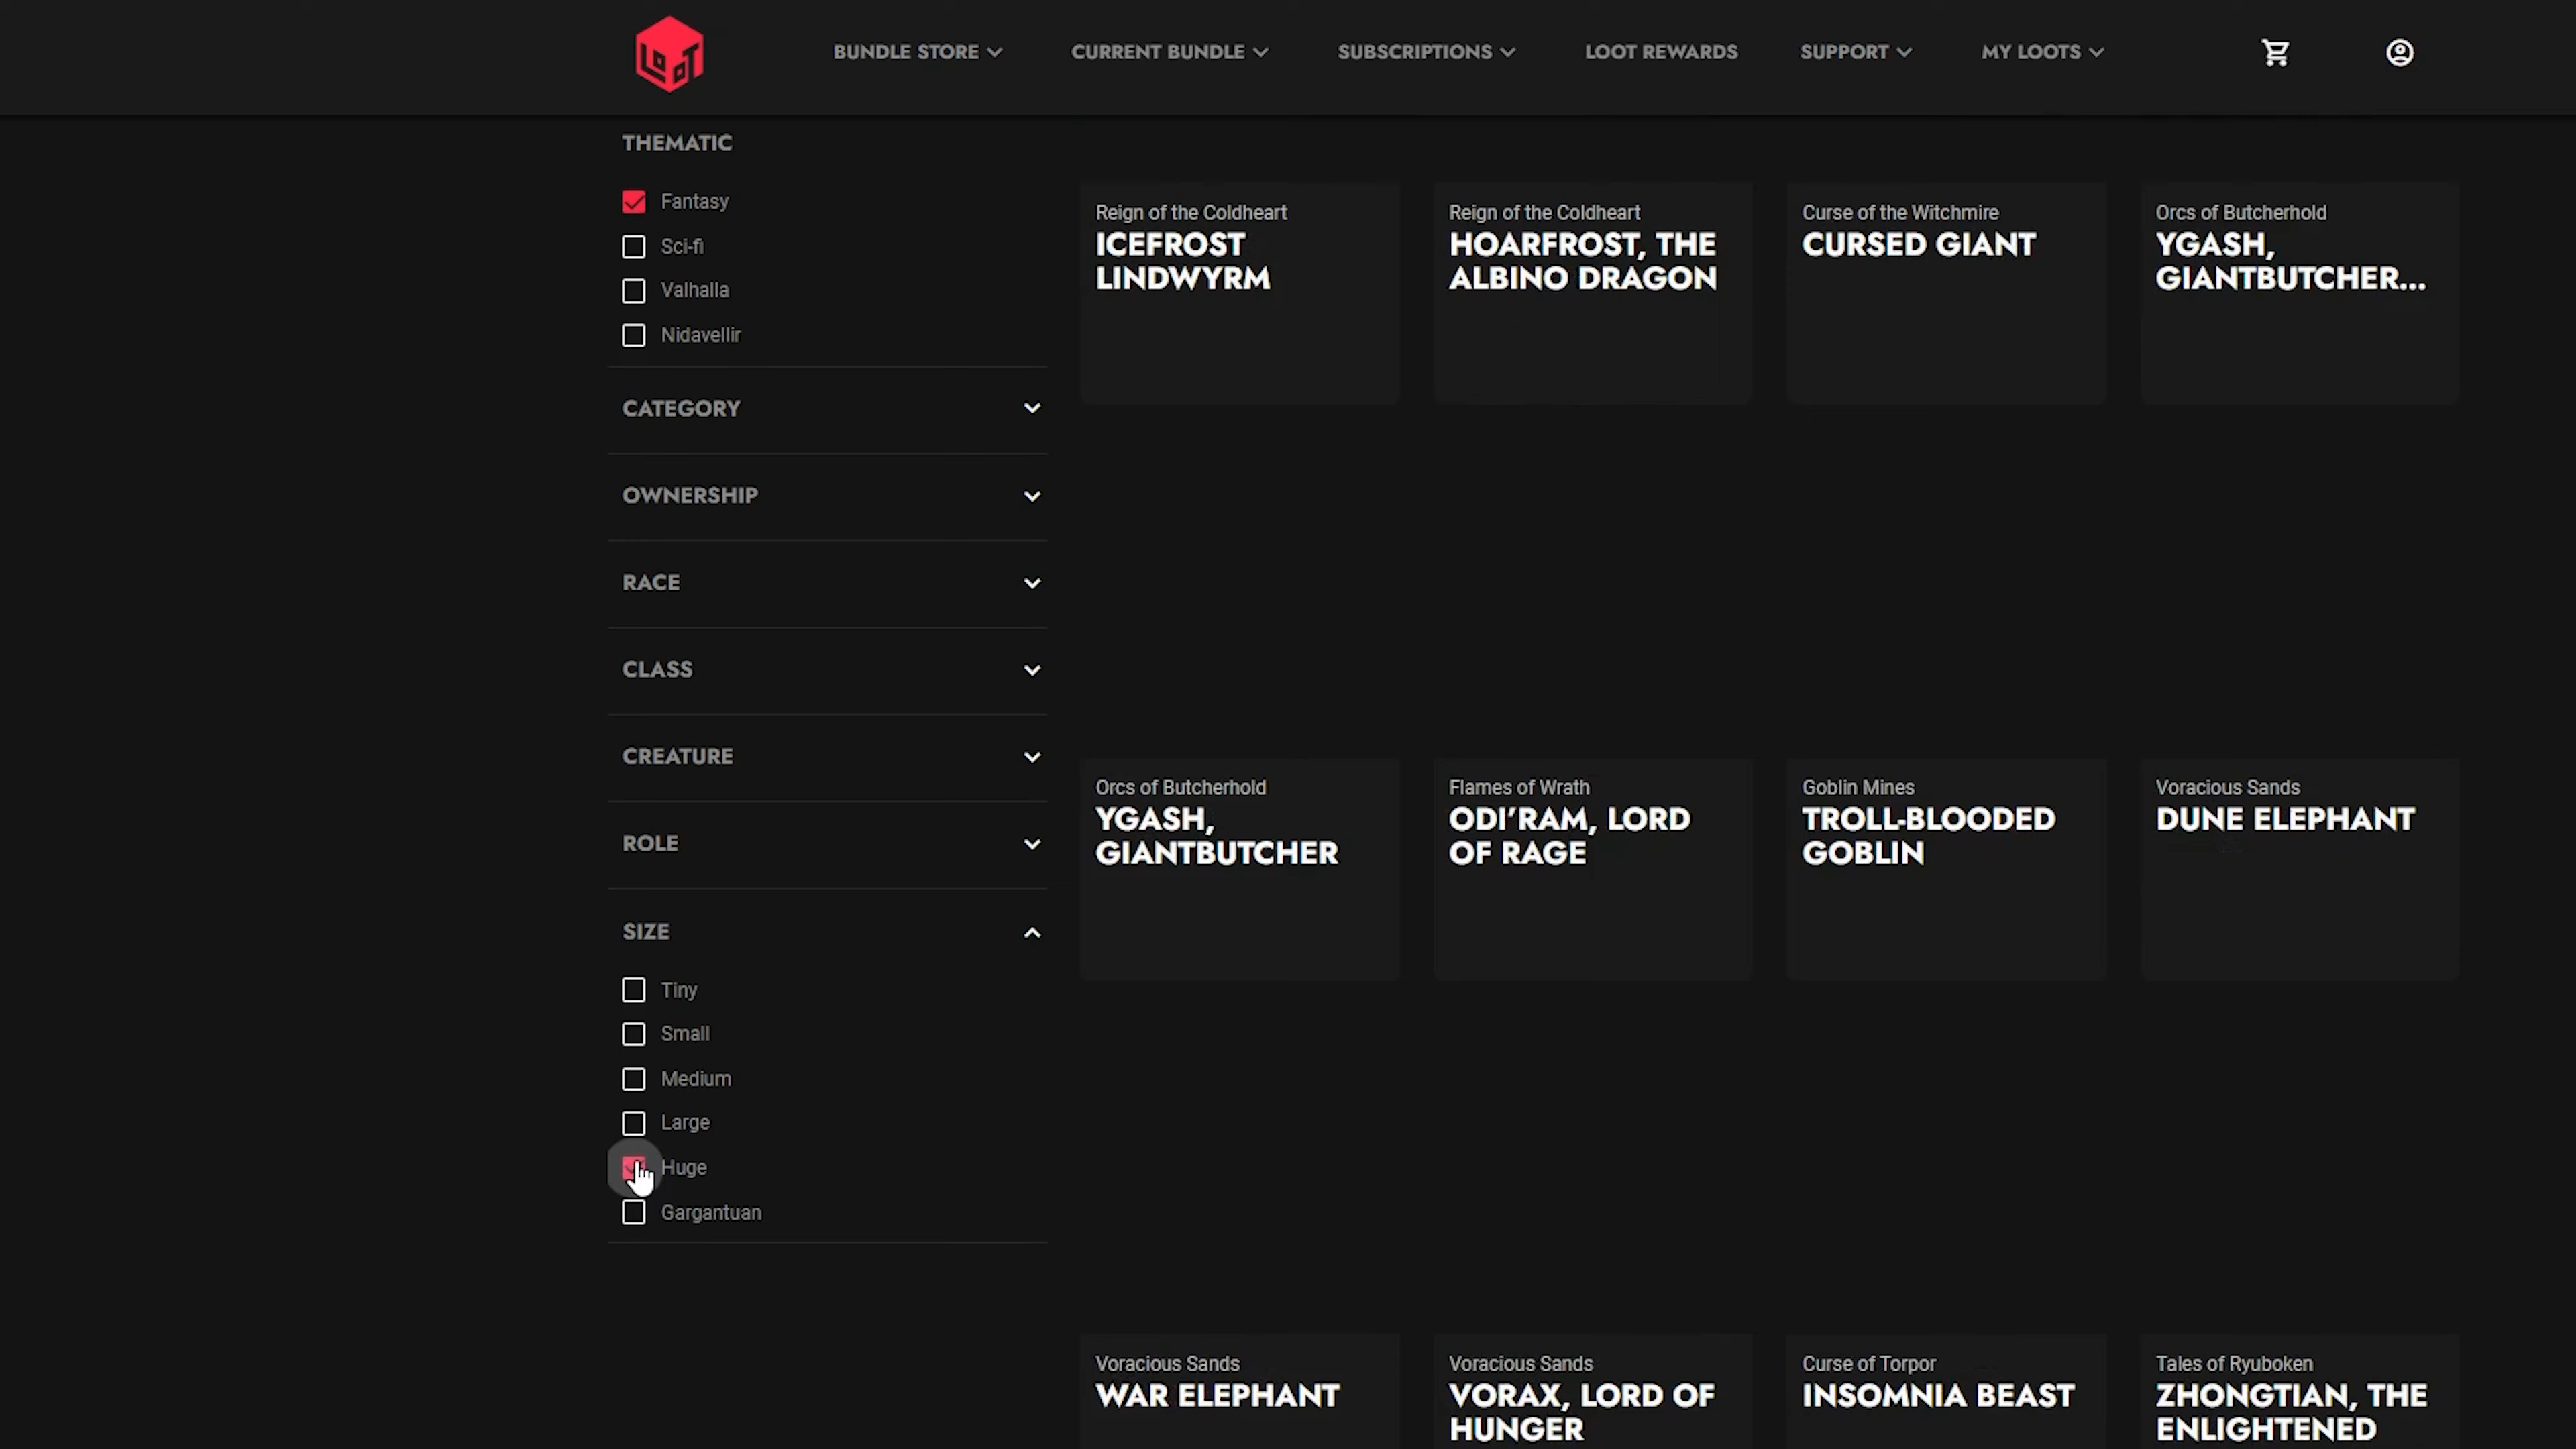 LOOT
BUNDLE STORE
CURRENT BUNDLE
SUBSCRIPTIONS
LOOT REWARDS
SUPPORT
MY LOOTS
THEMATIC
Fantasy
Sci-fi
Valhalla
Nidavellir
CATEGORY
OWNERSHIP
RACE
CLASS
CREATURE
ROLE
SIZE
Tiny
Small
Medium
Large
Huge
Gargantuan
Reign of the Coldheart
ICEFROST
LINDWYRM
Reign of the Coldheart
HOARFROST, THE
ALBINO DRAGON
Curse of the Witchmire
CURSED GIANT
Orcs of Butcherhold
YGASH,
GIANTBUTCHER...
Orcs of Butcherhold
YGASH,
GIANTBUTCHER
Flames of Wrath
ODI’RAM, LORD
OF RAGE
Goblin Mines
TROLL-BLOODED
GOBLIN
Voracious Sands
DUNE ELEPHANT
Voracious Sands
WAR ELEPHANT
Voracious Sands
VORAX, LORD OF
HUNGER
Curse of Torpor
INSOMNIA BEAST
Tales of Ryuboken
ZHONGTIAN, THE
ENLIGHTENED